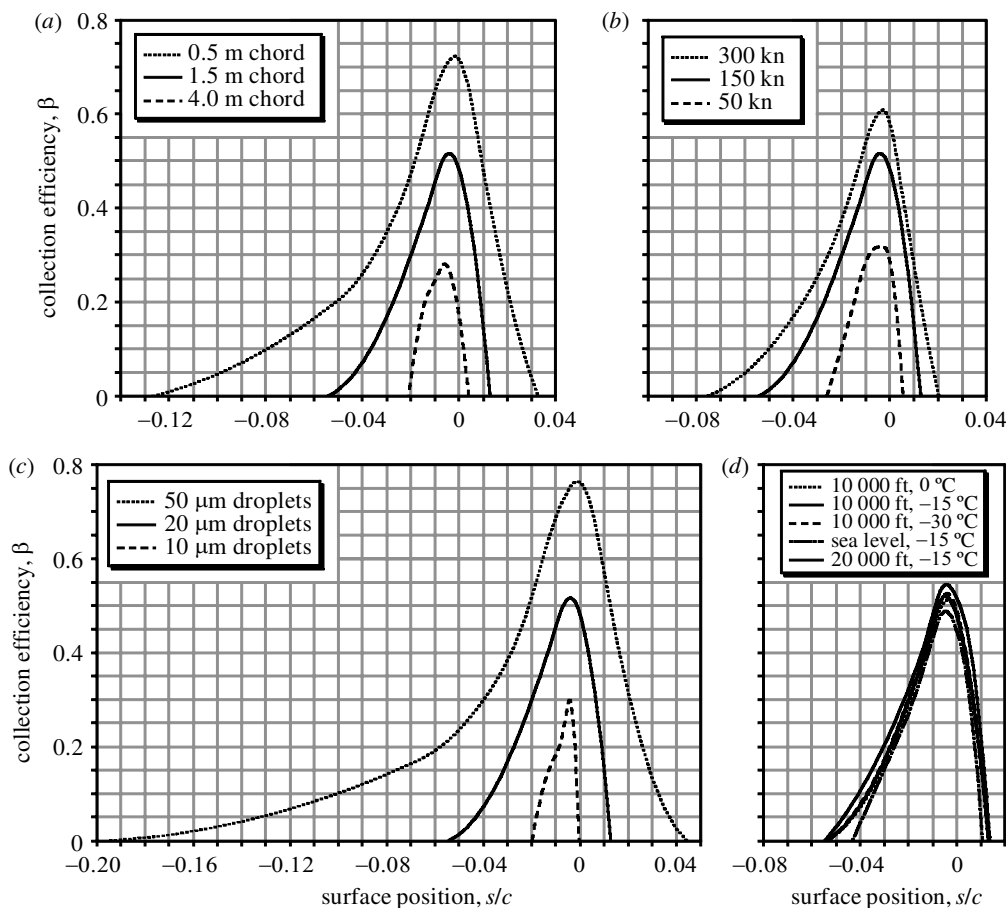 (a)
0.8
0.6
0.4
0.2
0
collection efficiency, β
0.5 m chord
1.5 m chord
4.0 m chord
−0.12
−0.08
−0.04
0
0.04
(b)
300 kn
150 kn
50 kn
−0.08
−0.04
0
0.04
(c)
0.8
0.6
0.4
0.2
0
collection efficiency, β
50 μm droplets
20 μm droplets
10 μm droplets
−0.20
−0.16
−0.12
−0.08
−0.04
0
0.04
surface position, s/c
(d)
10 000 ft, 0 ºC
10 000 ft, −15 ºC
10 000 ft, −30 ºC
sea level, −15 ºC
20 000 ft, −15 ºC
−0.08
−0.04
0
surface position, s/c